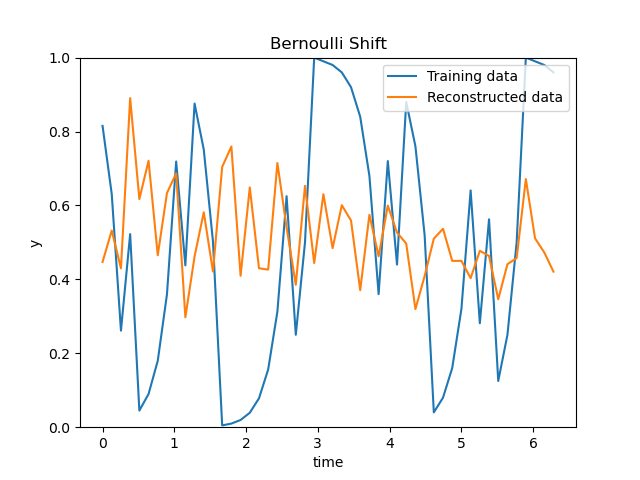 Bernoulli Shift
Training data
Reconstructed data
y
1.0
0.8
0.6
0.4
0.2
0.0
0 1 2 3 4 5 6
time